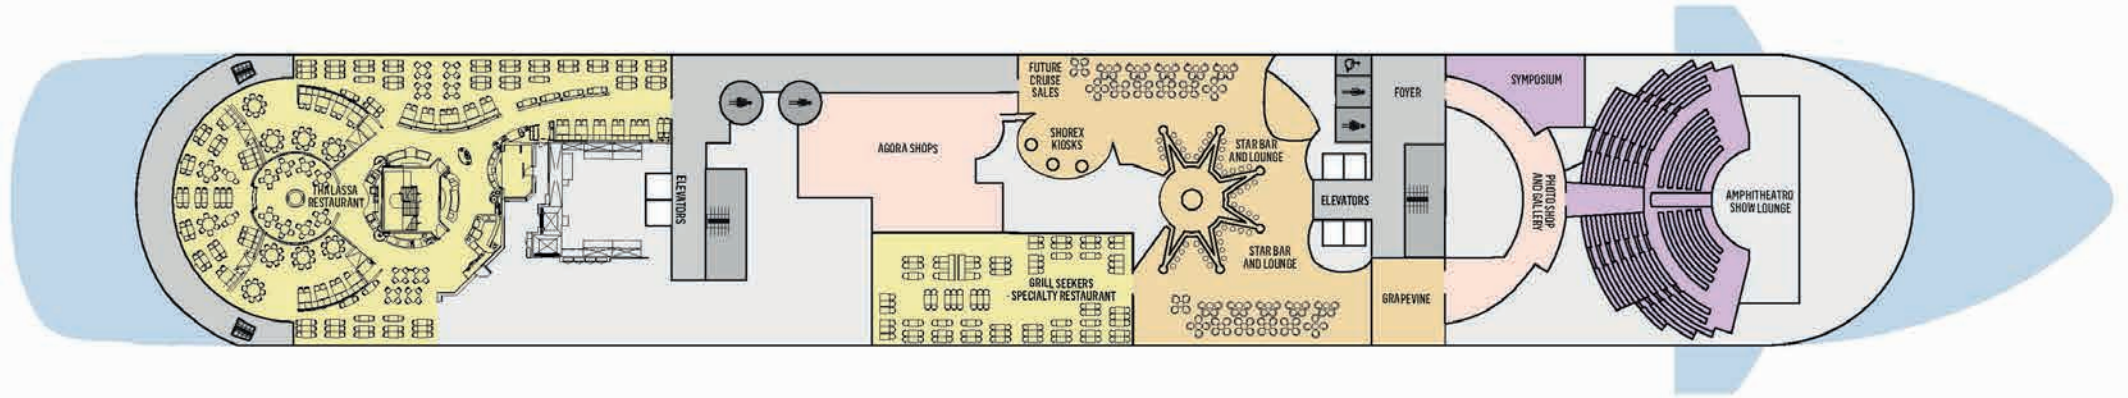 THALASSA
RESTAURANT
ELEVATORS
AGORA SHOPS
FUTURE
CRUISE
SALES
SHOREX
KIOSKS
GRILL SEEKERS
- SPECIALTY RESTAURANT
STAR BAR
AND LOUNGE
STAR BAR
AND LOUNGE
ELEVATORS
FOYER
GRAPEVINE
SYMPOSIUM
PHOTO SHOP
AND GALLERY
AMPHITHEATRO
SHOW LOUNGE